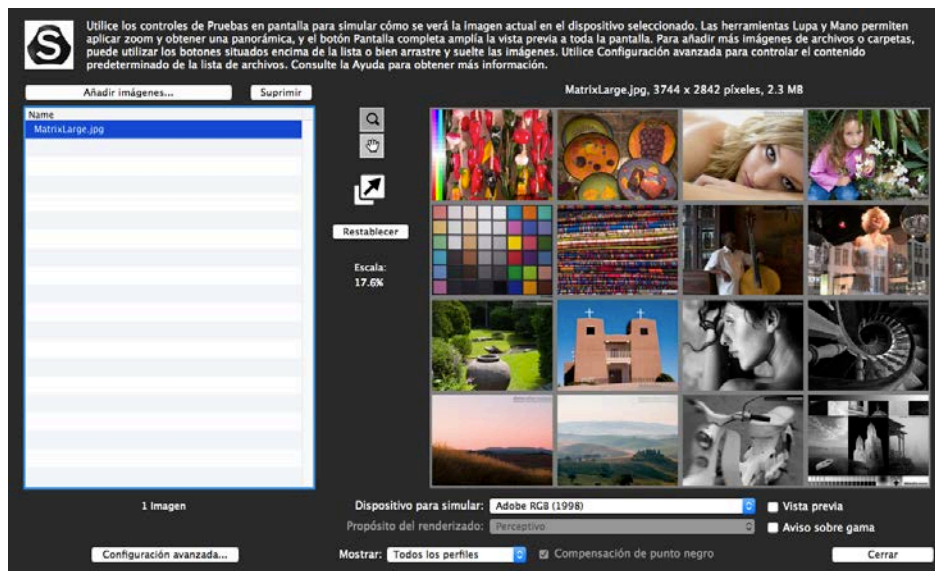 Utilice los controles de Pruebas en pantalla para simular cómo se verá la imagen actual en el dispositivo seleccionado. Las herramientas Lupa y Mano permiten
aplicar zoom y obtener una panorámica, y el botón Pantalla completa amplía la vista previa a toda la pantalla. Para añadir más imágenes de archivos o carpetas,
puede utilizar los botones situados encima de la lista o bien arrastre y suelte las imágenes. Utilice Configuración avanzada para controlar el contenido
predeterminado de la lista de archivos. Consulte la Ayuda para obtener más información.
Añadir imágenes... Suprimir
MatrixLarge.jpg, 3744 x 2842 píxeles, 2.3 MB
Name
MatrixLarge.jpg
Restablecer
Escala:
17.6%
1 Imagen
Dispositivo para simular: Adobe RGB (1998) Vista previa
Propósito del renderizado: Perceptivo Aviso sobre gama
Configuración avanzada... Mostrar: Todos los perfiles Compensación de punto negro Cerrar